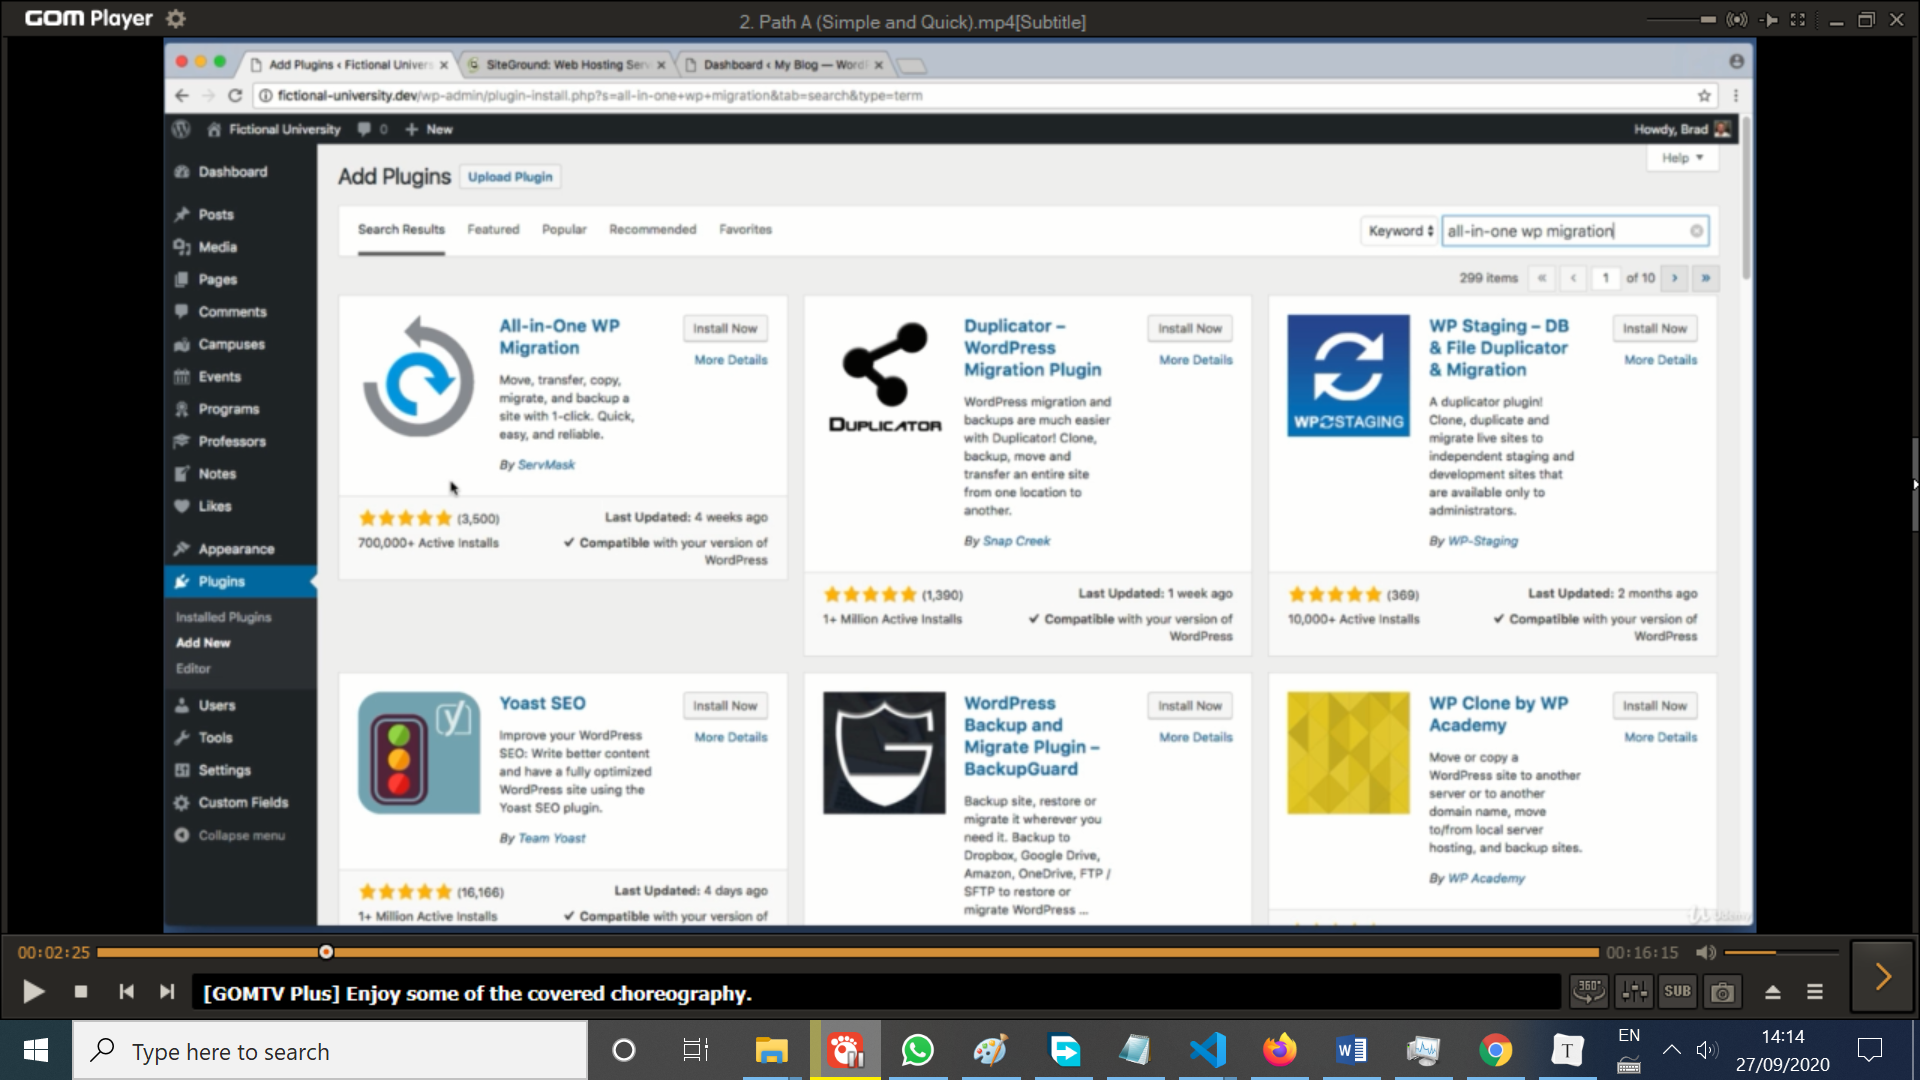 GOM Player
2. Path A (Simple and Quick).mp4[Subtitle]
Add Plugins ‹ Fictional Univers
SiteGround: Web Hosting Serv
Dashboard ‹ My Blog — Word
fictional-university.dev/wp-admin/plugin-install.php?s=all-in-one+wp+migration&tab=search&type=term
Fictional University
0
+ New
Howdy, Brad
Help
Dashboard
Posts
Media
Pages
Comments
Campuses
Events
Programs
Professors
Notes
Likes
Appearance
Plugins
Installed Plugins
Add New
Editor
Users
Tools
Settings
Custom Fields
Collapse menu
Add Plugins
Upload Plugin
Search Results
Featured
Popular
Recommended
Favorites
Keyword
all-in-one wp migration
299 items
«
‹
1
of 10
›
»
All-in-One WP
Migration
Install Now
More Details
Move, transfer, copy,
migrate, and backup a
site with 1-click. Quick,
easy, and reliable.
By ServMask
(3,500)
700,000+ Active Installs
Last Updated: 4 weeks ago
✓ Compatible with your version of
WordPress
DUPLICATOR
Duplicator –
WordPress
Migration Plugin
Install Now
More Details
WordPress migration and
backups are much easier
with Duplicator! Clone,
backup, move and
transfer an entire site
from one location to
another.
By Snap Creek
(1,390)
1+ Million Active Installs
Last Updated: 1 week ago
✓ Compatible with your version of
WordPress
WPSTAGING
WP Staging – DB
& File Duplicator
& Migration
Install Now
More Details
A duplicator plugin!
Clone, duplicate and
migrate live sites to
independent staging and
development sites that
are available only to
administrators.
By WP-Staging
(369)
10,000+ Active Installs
Last Updated: 2 months ago
✓ Compatible with your version of
WordPress
y
Yoast SEO
Install Now
More Details
Improve your WordPress
SEO: Write better content
and have a fully optimized
WordPress site using the
Yoast SEO plugin.
By Team Yoast
(16,166)
1+ Million Active Installs
Last Updated: 4 days ago
✓ Compatible with your version of
WordPress
Backup and
Migrate Plugin –
BackupGuard
Install Now
More Details
Backup site, restore or
migrate it wherever you
need it. Backup to
Dropbox, Google Drive,
Amazon, OneDrive, FTP /
SFTP to restore or
migrate WordPress ...
WP Clone by WP
Academy
Install Now
More Details
Move or copy a
WordPress site to another
server or to another
domain name, move
to/from local server
hosting, and backup sites.
By WP Academy
Udemy
00:02:25
00:16:15
[GOMTV Plus] Enjoy some of the covered choreography.
360°
SUB
Type here to search
W
T
EN
14:14
27/09/2020